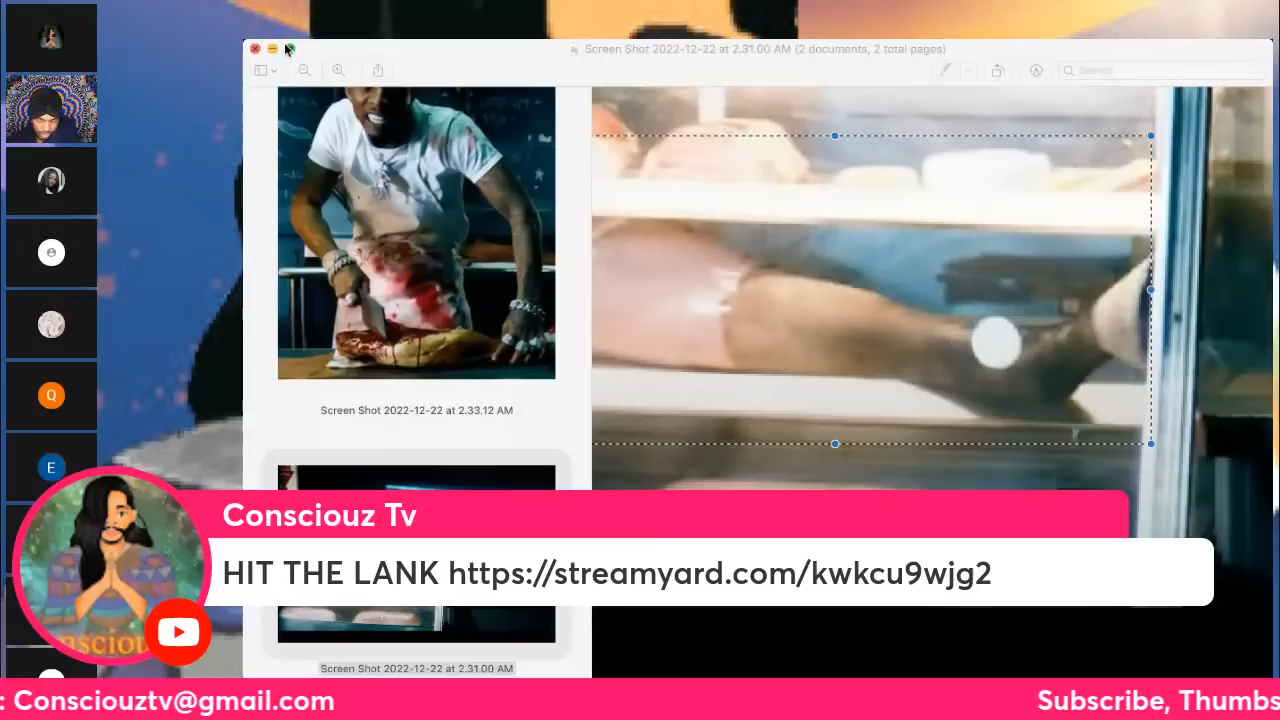 Screen Shot 2022-12-22 at 2.31.00 AM (2 documents, 2 total pages)
Search
Screen Shot 2022-12-22 at 2.33.12 AM
Q
E
Consciouz Tv
HIT THE LANK https://streamyard.com/kwkcu9wjg2
nsciou
Screen Shot 2022-12-22 at 2.31.00 AM
: Consciouztv@gmail.com
Subscribe, Thumbs